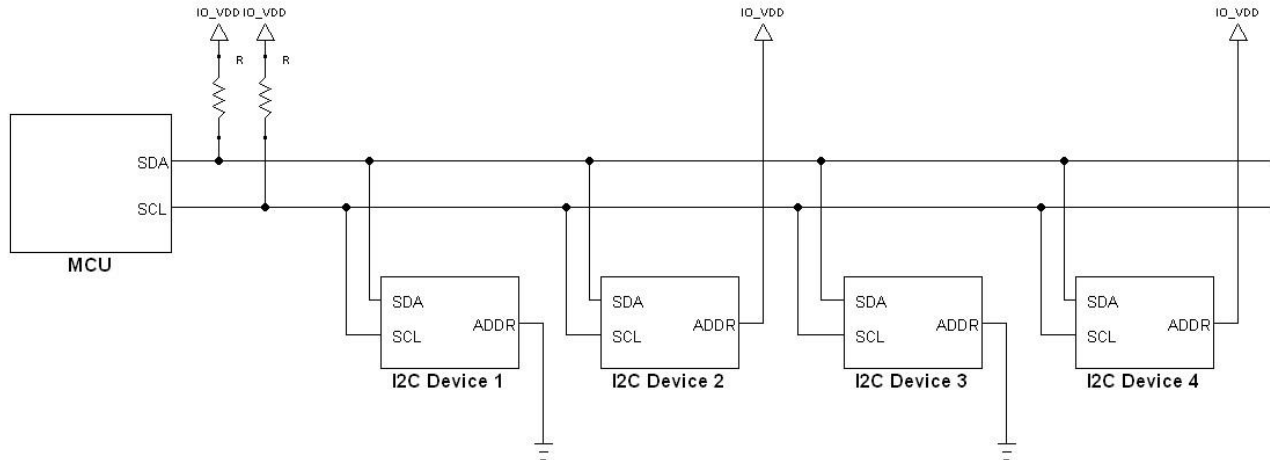 IO_VDD IO_VDD IO_VDD IO_VDD
R R
SDA
SCL
MCU
SDA SDA SDA SDA
ADDR ADDR ADDR ADDR
SCL SCL SCL SCL
I2C Device 1 I2C Device 2 I2C Device 3 I2C Device 4